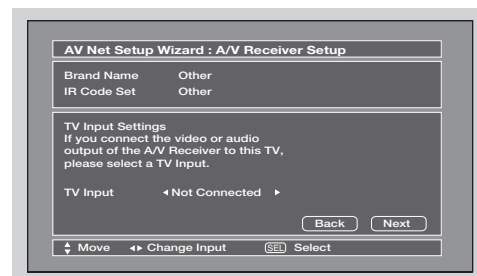 AV Net Setup Wizard : A/V Receiver Setup
Brand Name Other
IR Code Set Other
TV Input Settings
If you connect the video or audio
output of the A/V Receiver to this TV,
please select a TV Input.
TV Input ◀ Not Connected ▶
Back Next
▲▼ Move ◀▶ Change Input SEL Select